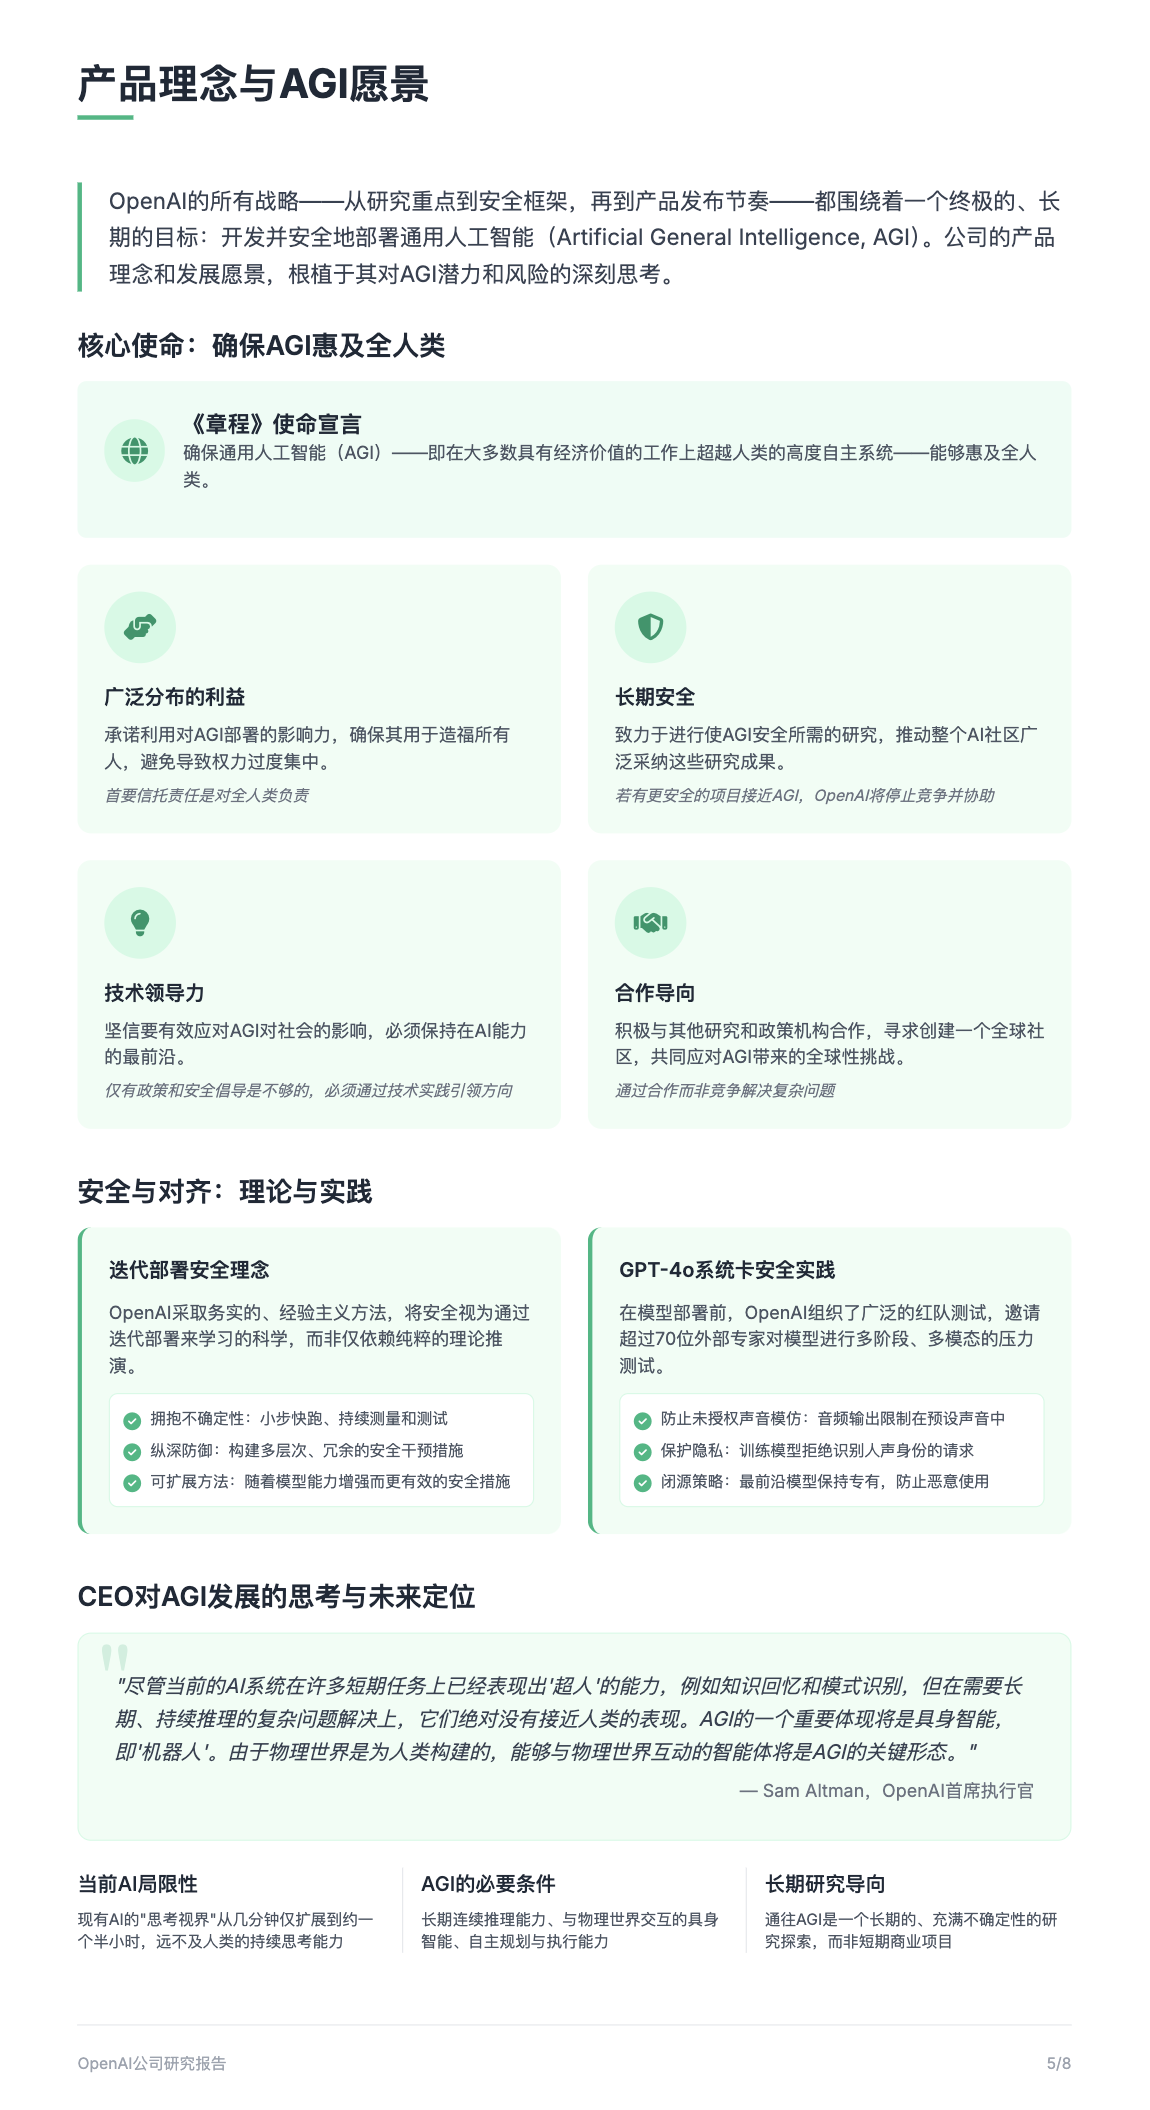 产品理念与AGI愿景
OpenAI的所有战略——从研究重点到安全框架，再到产品发布节奏——都围绕着一个终极的、长
期的目标：开发并安全地部署通用人工智能（Artificial General Intelligence, AGI）。公司的产品
理念和发展愿景，根植于其对AGI潜力和风险的深刻思考。
核心使命：确保AGI惠及全人类
《章程》使命宣言
确保通用人工智能（AGI）——即在大多数具有经济价值的工作上超越人类的高度自主系统——能够惠及全人
类。
广泛分布的利益
承诺利用对AGI部署的影响力，确保其用于造福所有
人，避免导致权力过度集中。
首要信托责任是对全人类负责
长期安全
致力于进行使AGI安全所需的研究，推动整个AI社区广
泛采纳这些研究成果。
若有更安全的项目接近AGI，OpenAI将停止竞争并协助
技术领导力
坚信要有效应对AGI对社会的影响，必须保持在AI能力
的最前沿。
仅有政策和安全倡导是不够的，必须通过技术实践引领方向
合作导向
积极与其他研究和政策机构合作，寻求创建一个全球社
区，共同应对AGI带来的全球性挑战。
通过合作而非竞争解决复杂问题
安全与对齐：理论与实践
迭代部署安全理念
OpenAI采取务实的、经验主义方法，将安全视为通过
迭代部署来学习的科学，而非仅依赖纯粹的理论推
演。
拥抱不确定性：小步快跑、持续测量和测试
纵深防御：构建多层次、冗余的安全干预措施
可扩展方法：随着模型能力增强而更有效的安全措施
GPT-4o系统卡安全实践
在模型部署前，OpenAI组织了广泛的红队测试，邀请
超过70位外部专家对模型进行多阶段、多模态的压力
测试。
防止未授权声音模仿：音频输出限制在预设声音中
保护隐私：训练模型拒绝识别人声身份的请求
闭源策略：最前沿模型保持专有，防止恶意使用
CEO对AGI发展的思考与未来定位
"
"尽管当前的AI系统在许多短期任务上已经表现出'超人'的能力，例如知识回忆和模式识别，但在需要长
期、持续推理的复杂问题解决上，它们绝对没有接近人类的表现。AGI的一个重要体现将是具身智能，
即'机器人'。由于物理世界是为人类构建的，能够与物理世界互动的智能体将是AGI的关键形态。"
— Sam Altman，OpenAI首席执行官
当前AI局限性
现有AI的"思考视界"从几分钟仅扩展到约一
个半小时，远不及人类的持续思考能力
AGI的必要条件
长期连续推理能力、与物理世界交互的具身
智能、自主规划与执行能力
长期研究导向
通往AGI是一个长期的、充满不确定性的研
究探索，而非短期商业项目
OpenAI公司研究报告
5/8